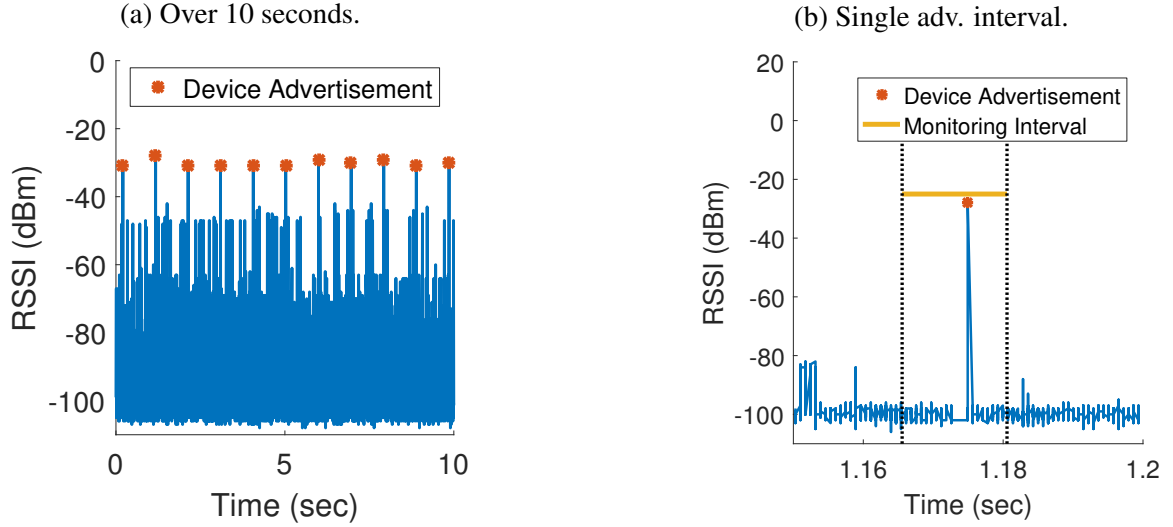 (a) Over 10 seconds.
0
-20
-40
-60
-80
-100
RSSI (dBm)
Device Advertisement
0
5
10
Time (sec)
(b) Single adv. interval.
20
0
-20
-40
-60
-80
-100
RSSI (dBm)
Device Advertisement
Monitoring Interval
1.16
1.18
1.2
Time (sec)